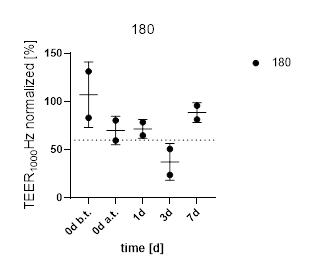 180
TEER1000Hz normalized [%]
150
100
50
0
0d b.t.
0d a.t.
1d
3d
7d
time [d]
180